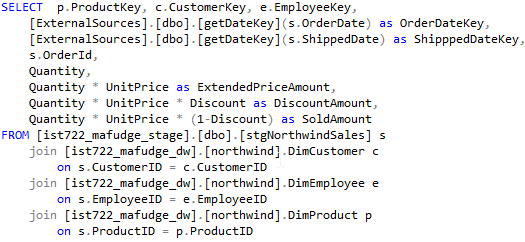 SELECT p.ProductKey, c.CustomerKey, e.EmployeeKey,
[ExternalSources].[dbo].[getDateKey](s.OrderDate) as OrderDateKey,
[ExternalSources].[dbo].[getDateKey](s.ShippedDate) as ShipppedDateKey,
s.OrderId,
Quantity,
Quantity * UnitPrice as ExtendedPriceAmount,
Quantity * UnitPrice * Discount as DiscountAmount,
Quantity * UnitPrice * (1-Discount) as SoldAmount
FROM [ist722_mafudge_stage].[dbo].[stgNorthwindSales] s
join [ist722_mafudge_dw].[northwind].DimCustomer c
on s.CustomerID = c.CustomerID
join [ist722_mafudge_dw].[northwind].DimEmployee e
on s.EmployeeID = e.EmployeeID
join [ist722_mafudge_dw].[northwind].DimProduct p
on s.ProductID = p.ProductID